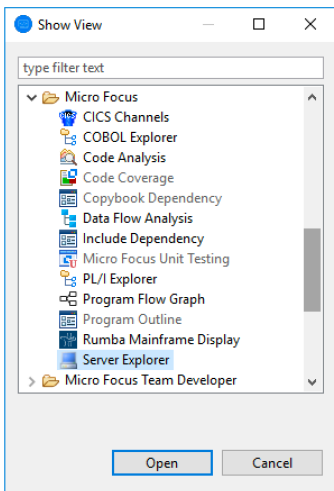 Show View
type filter text
Micro Focus
CICS Channels
COBOL Explorer
Code Analysis
Code Coverage
Copybook Dependency
Data Flow Analysis
Include Dependency
Micro Focus Unit Testing
PL/I Explorer
Program Flow Graph
Program Outline
Rumba Mainframe Display
Server Explorer
Micro Focus Team Developer
Open Cancel